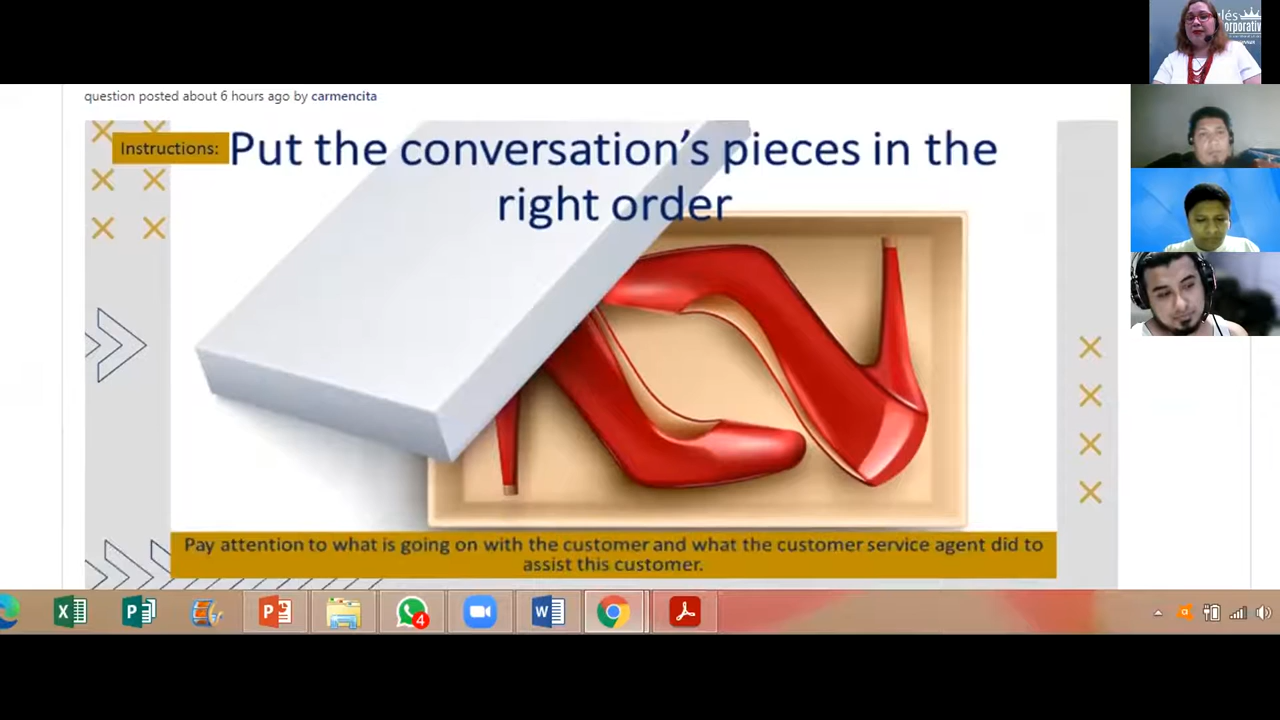 question posted about 6 hours ago by carmencita
Instructions: Put the conversation's pieces in the
right order
Pay attention to what is going on with the customer and what the customer service agent did to
assist this customer.
4